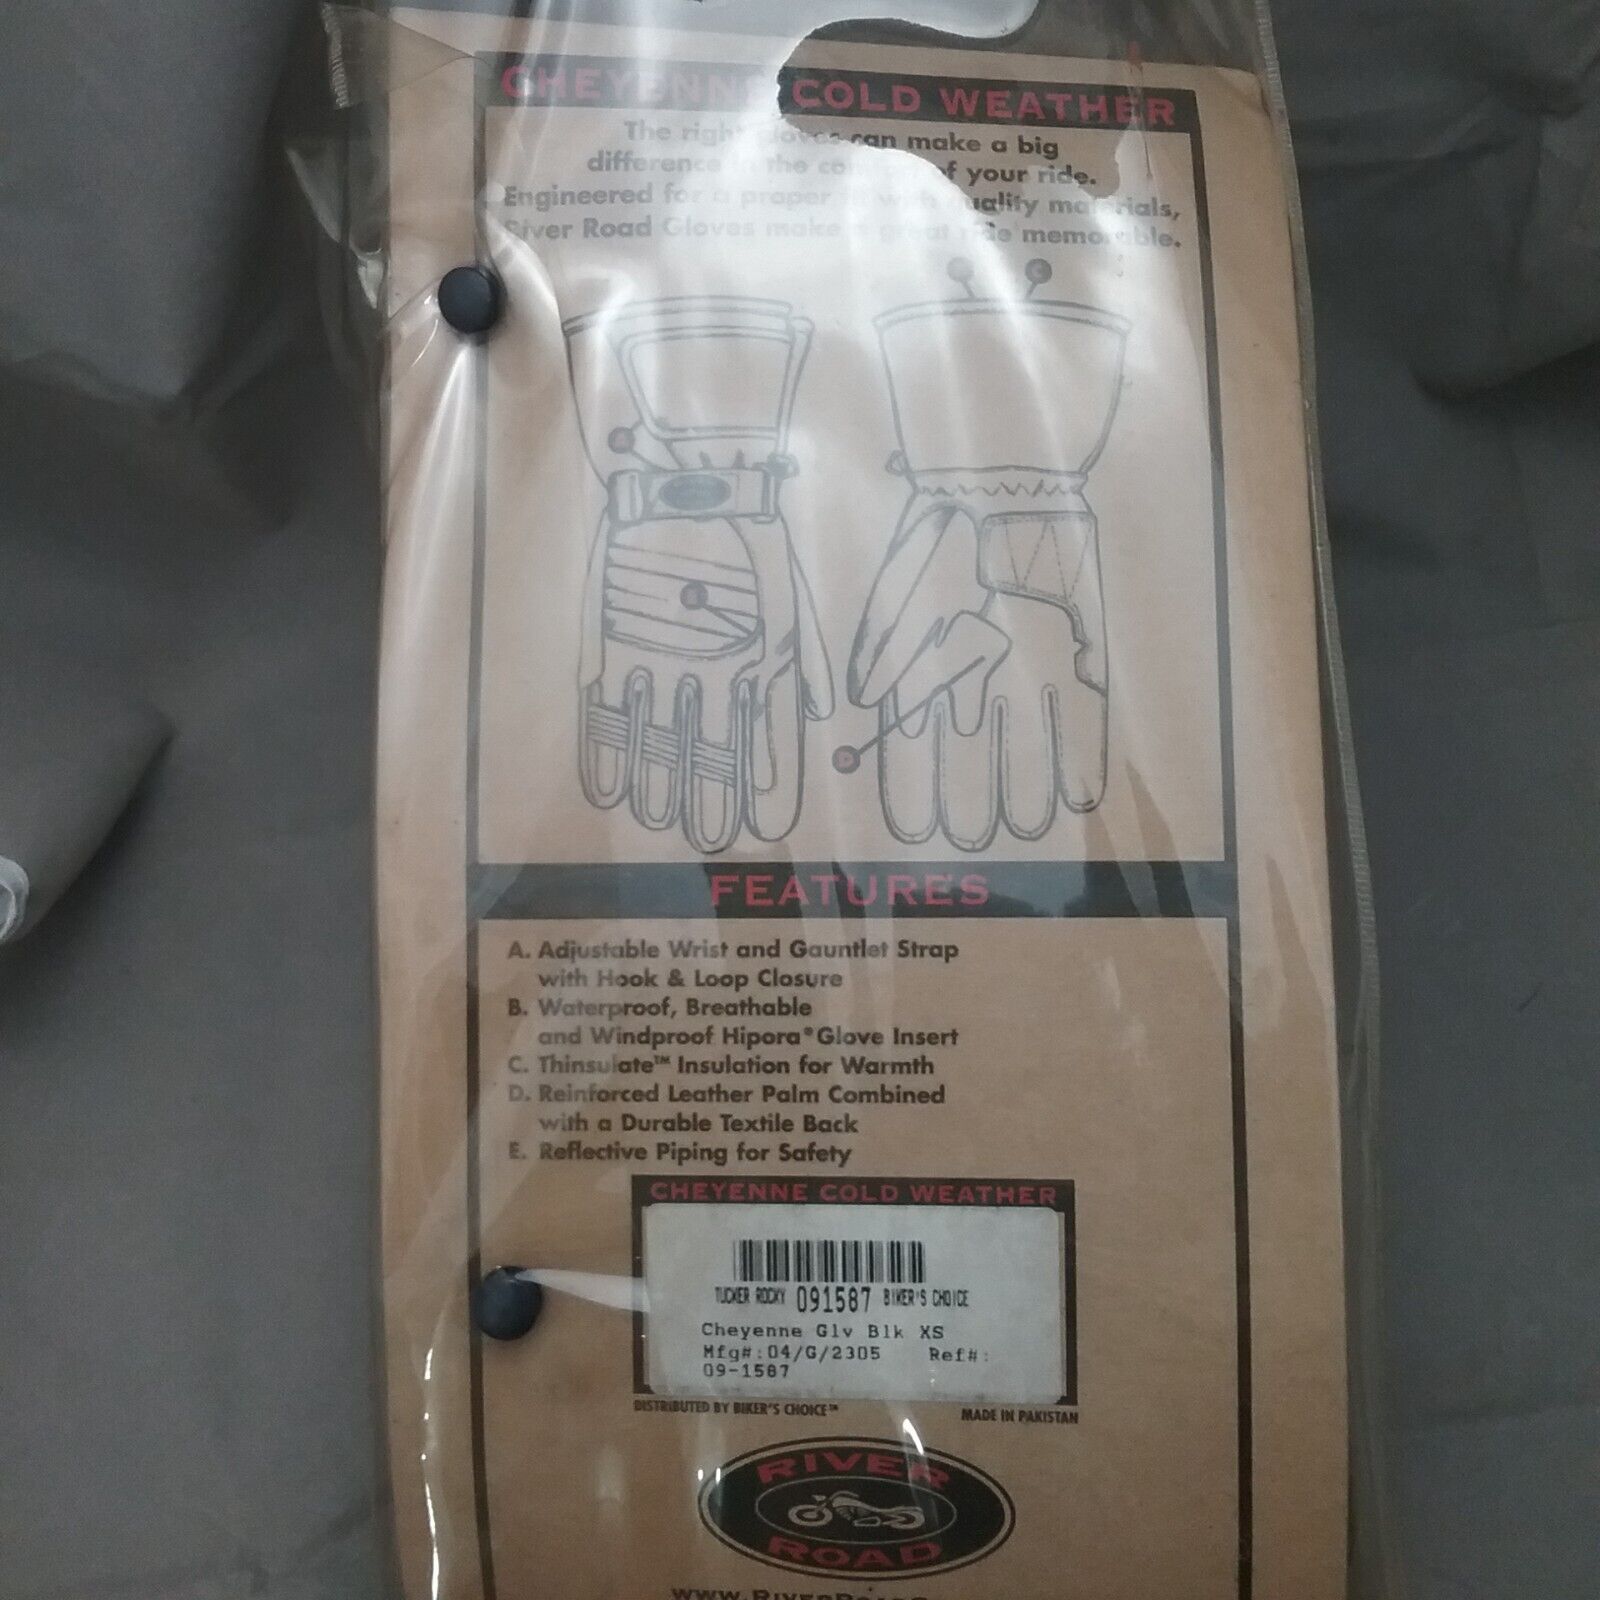 CHEYENNE COLD WEATHER
The right gloves can make a big
difference in the comfort of your ride.
Engineered for a proper fit with quality materials,
River Road Gloves make a great ride memorable.
C
A
E
D
FEATURES
A. Adjustable Wrist and Gauntlet Strap
with Hook & Loop Closure
B. Waterproof, Breathable
and Windproof Hipora® Glove Insert
C. Thinsulate™ Insulation for Warmth
D. Reinforced Leather Palm Combined
with a Durable Textile Back
E. Reflective Piping for Safety
CHEYENNE COLD WEATHER
TUCKER ROCKY 091587 BIKER'S CHOICE
Cheyenne Glv Blk XS
Mfg#:04/G/2305 Ref#:
09-1587
DISTRIBUTED BY BIKER'S CHOICE™ MADE IN PAKISTAN
RIVER
ROAD